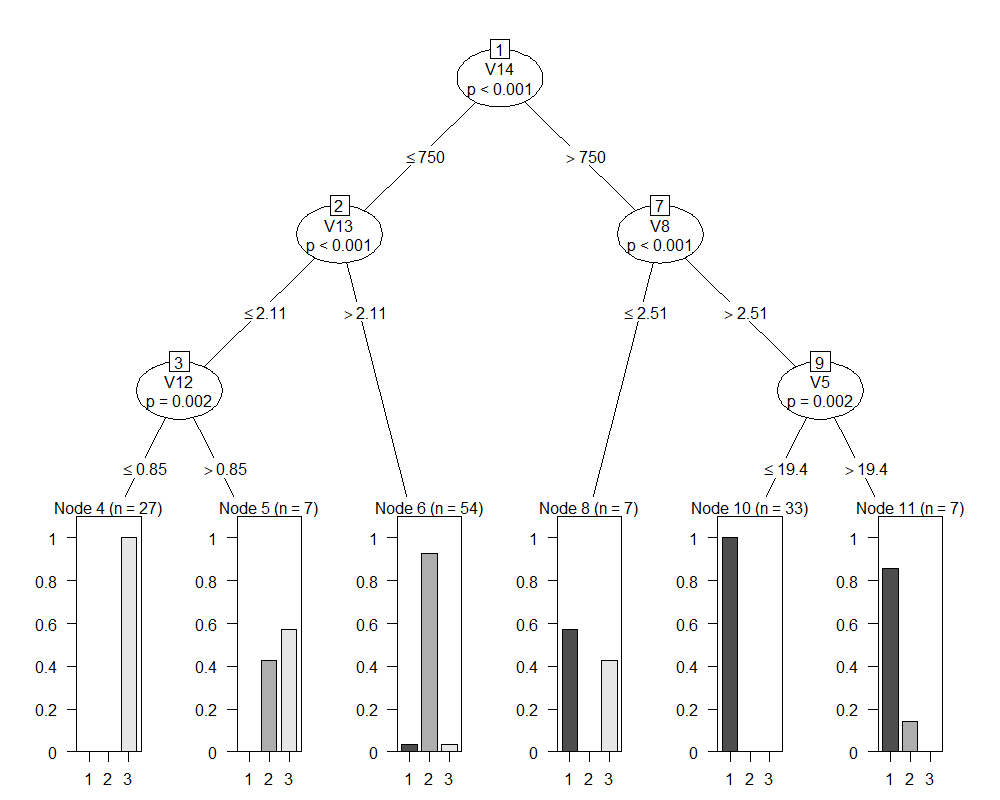 1
V14
p < 0.001
≤ 750
> 750
2
V13
p < 0.001
7
V8
p < 0.001
≤ 2.11
> 2.11
≤ 2.51
> 2.51
3
V12
p = 0.002
9
V5
p = 0.002
≤ 0.85
> 0.85
≤ 19.4
> 19.4
Node 4 (n = 27)
1
0.8
0.6
0.4
0.2
0
1 2 3
Node 5 (n = 7)
1
0.8
0.6
0.4
0.2
0
1 2 3
Node 6 (n = 54)
1
0.8
0.6
0.4
0.2
0
1 2 3
Node 8 (n = 7)
1
0.8
0.6
0.4
0.2
0
1 2 3
Node 10 (n = 33)
1
0.8
0.6
0.4
0.2
0
1 2 3
Node 11 (n = 7)
1
0.8
0.6
0.4
0.2
0
1 2 3